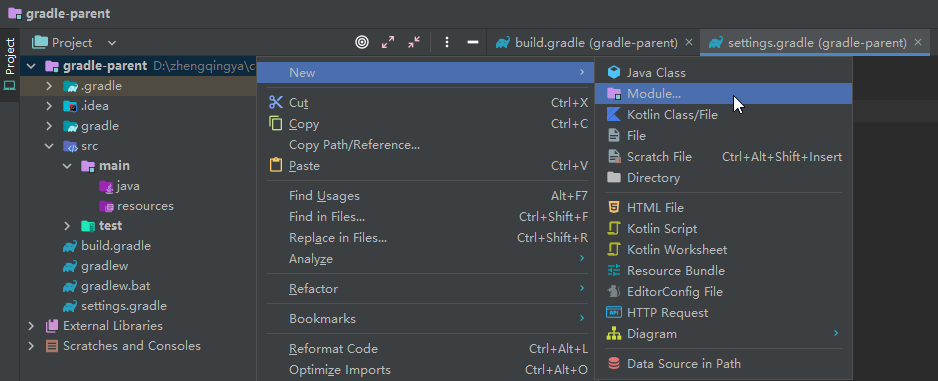 gradle-parent
Project
Project
build.gradle (gradle-parent)
settings.gradle (gradle-parent)
gradle-parent D:\zhengqingya\c
.gradle
.idea
gradle
src
main
java
resources
test
build.gradle
gradlew
gradlew.bat
settings.gradle
External Libraries
Scratches and Consoles
New
Cut Ctrl+X
Copy Ctrl+C
Copy Path/Reference...
Paste Ctrl+V
Find Usages Alt+F7
Find in Files... Ctrl+Shift+F
Replace in Files... Ctrl+Shift+R
Analyze
Refactor
Bookmarks
Reformat Code Ctrl+Alt+L
Optimize Imports Ctrl+Alt+O
Java Class
Module...
Kotlin Class/File
File
Scratch File Ctrl+Alt+Shift+Insert
Directory
HTML File
Kotlin Script
Kotlin Worksheet
Resource Bundle
EditorConfig File
API
HTTP Request
Diagram
Data Source in Path